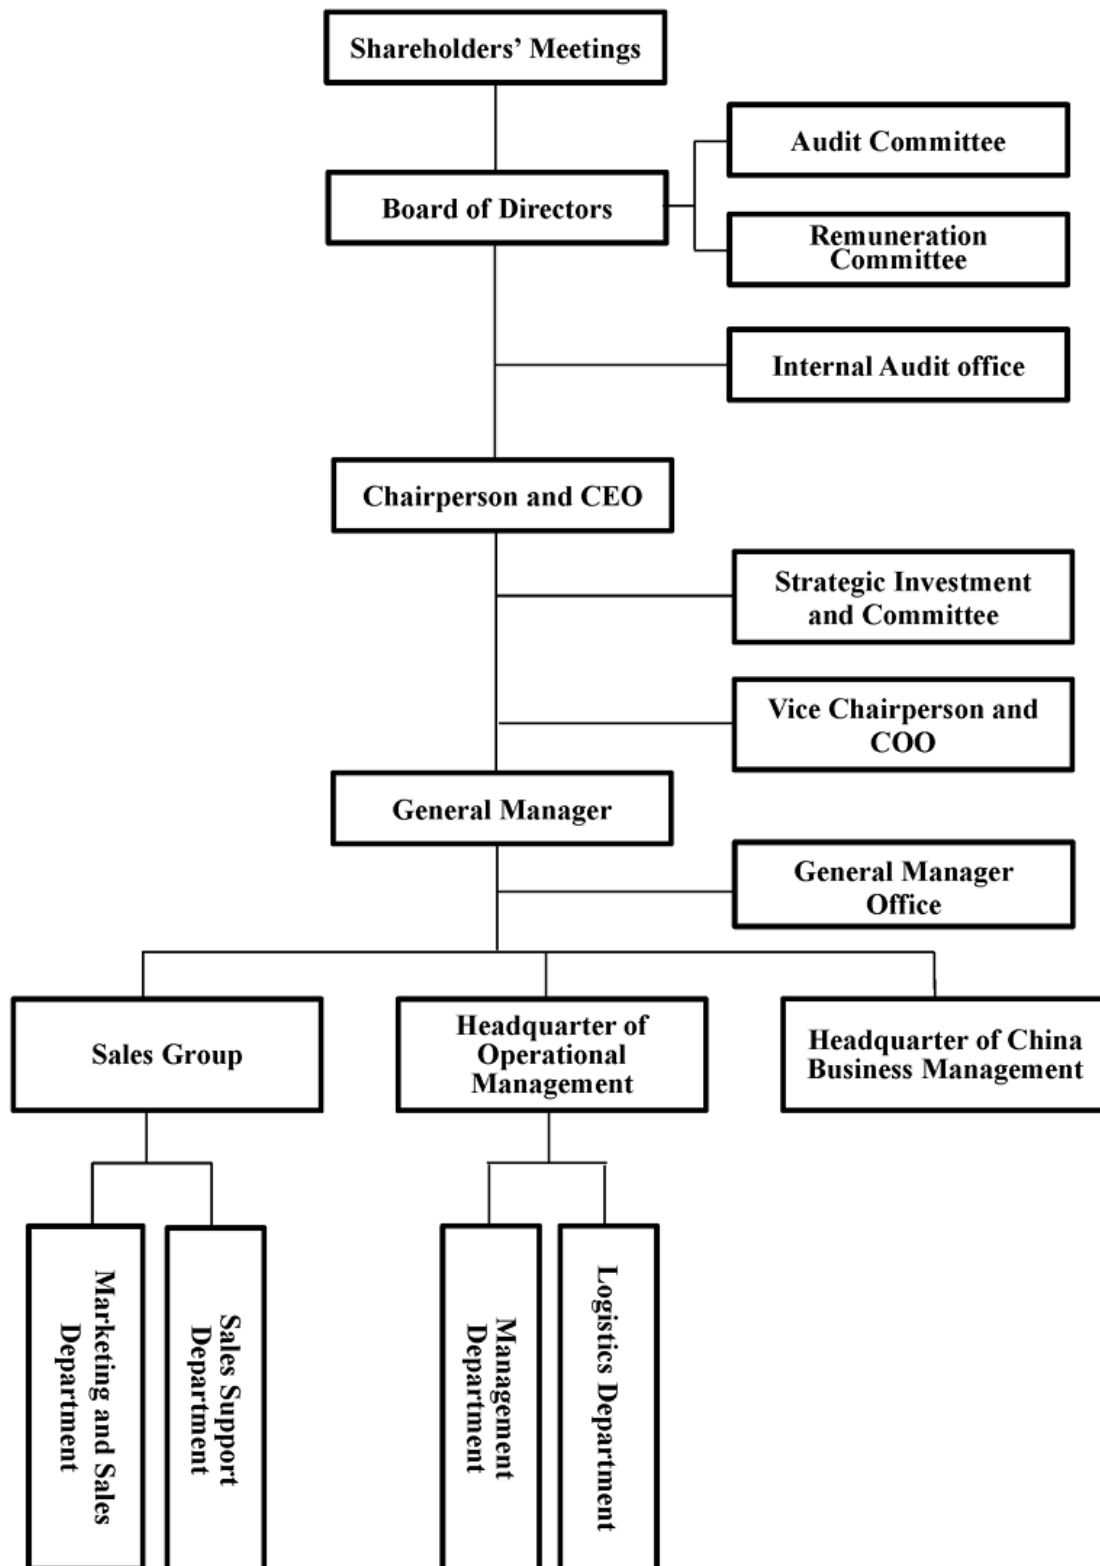 Shareholders’ Meetings
Audit Committee
Board of Directors
Remuneration
Committee
Internal Audit office
Chairperson and CEO
Strategic Investment
and Committee
Vice Chairperson and
COO
General Manager
General Manager
Office
Sales Group
Headquarter of
Operational
Management
Headquarter of China
Business Management
Marketing and Sales
Department
Sales Support
Department
Management
Department
Logistics Department